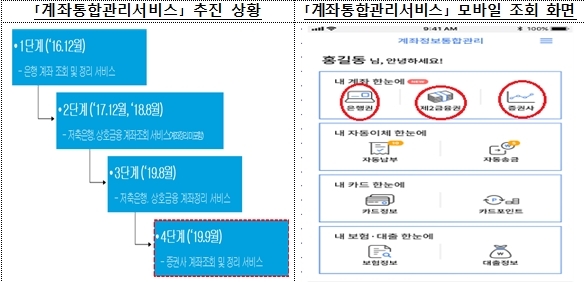 「계좌통합관리서비스」 추진 상황
• 1단계 ('16.12월)
- 은행 계좌 조회 및 정리 서비스
• 2단계 ('17.12월, '18.8월)
- 저축은행, 상호금융 계좌조회 서비스
• 3단계 ('19.8월)
- 저축은행, 상호금융 계좌정리 서비스
• 4단계 ('19.9월)
- 증권사 계좌조회 및 정리 서비스
「계좌통합관리서비스」 모바일 조회 화면
9:41 AM 100%
계좌정보통합관리
홍길동 님, 안녕하세요!
내 계좌 한눈에
은행권 제2금융권 증권사
내 자동이체 한눈에
자동납부 자동송금
내 카드 한눈에
카드정보 카드포인트
내 보험·대출 한눈에
보험정보 대출정보